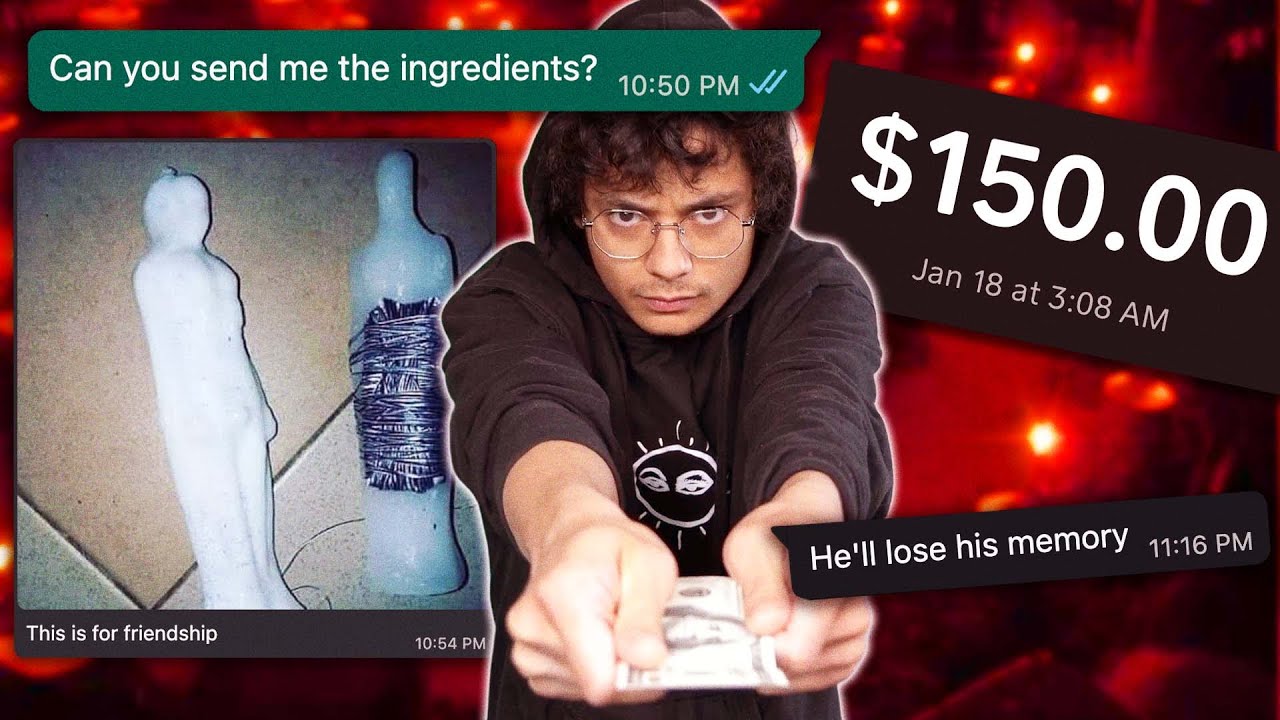 Can you send me the ingredients?
10:50 PM
$150.00
Jan 18 at 3:08 AM
He'll lose his memory
11:16 PM
This is for friendship
10:54 PM